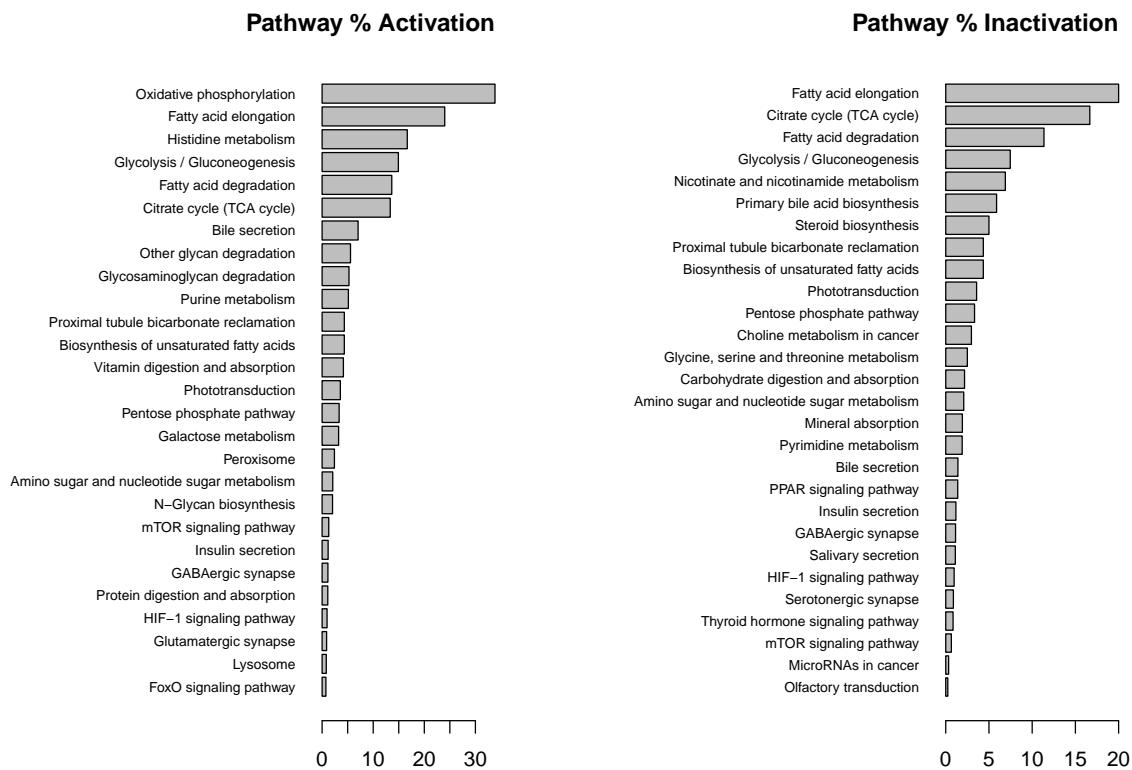 Pathway % Activation
Oxidative phosphorylation
Fatty acid elongation
Histidine metabolism
Glycolysis / Gluconeogenesis
Fatty acid degradation
Citrate cycle (TCA cycle)
Bile secretion
Other glycan degradation
Glycosaminoglycan degradation
Purine metabolism
Proximal tubule bicarbonate reclamation
Biosynthesis of unsaturated fatty acids
Vitamin digestion and absorption
Phototransduction
Pentose phosphate pathway
Galactose metabolism
Peroxisome
Amino sugar and nucleotide sugar metabolism
N−Glycan biosynthesis
mTOR signaling pathway
Insulin secretion
GABAergic synapse
Protein digestion and absorption
HIF−1 signaling pathway
Glutamatergic synapse
Lysosome
FoxO signaling pathway
0 10 20 30
Pathway % Inactivation
Fatty acid elongation
Citrate cycle (TCA cycle)
Fatty acid degradation
Glycolysis / Gluconeogenesis
Nicotinate and nicotinamide metabolism
Primary bile acid biosynthesis
Steroid biosynthesis
Proximal tubule bicarbonate reclamation
Biosynthesis of unsaturated fatty acids
Phototransduction
Pentose phosphate pathway
Choline metabolism in cancer
Glycine, serine and threonine metabolism
Carbohydrate digestion and absorption
Amino sugar and nucleotide sugar metabolism
Mineral absorption
Pyrimidine metabolism
Bile secretion
PPAR signaling pathway
Insulin secretion
GABAergic synapse
Salivary secretion
HIF−1 signaling pathway
Serotonergic synapse
Thyroid hormone signaling pathway
mTOR signaling pathway
MicroRNAs in cancer
Olfactory transduction
0 5 10 15 20